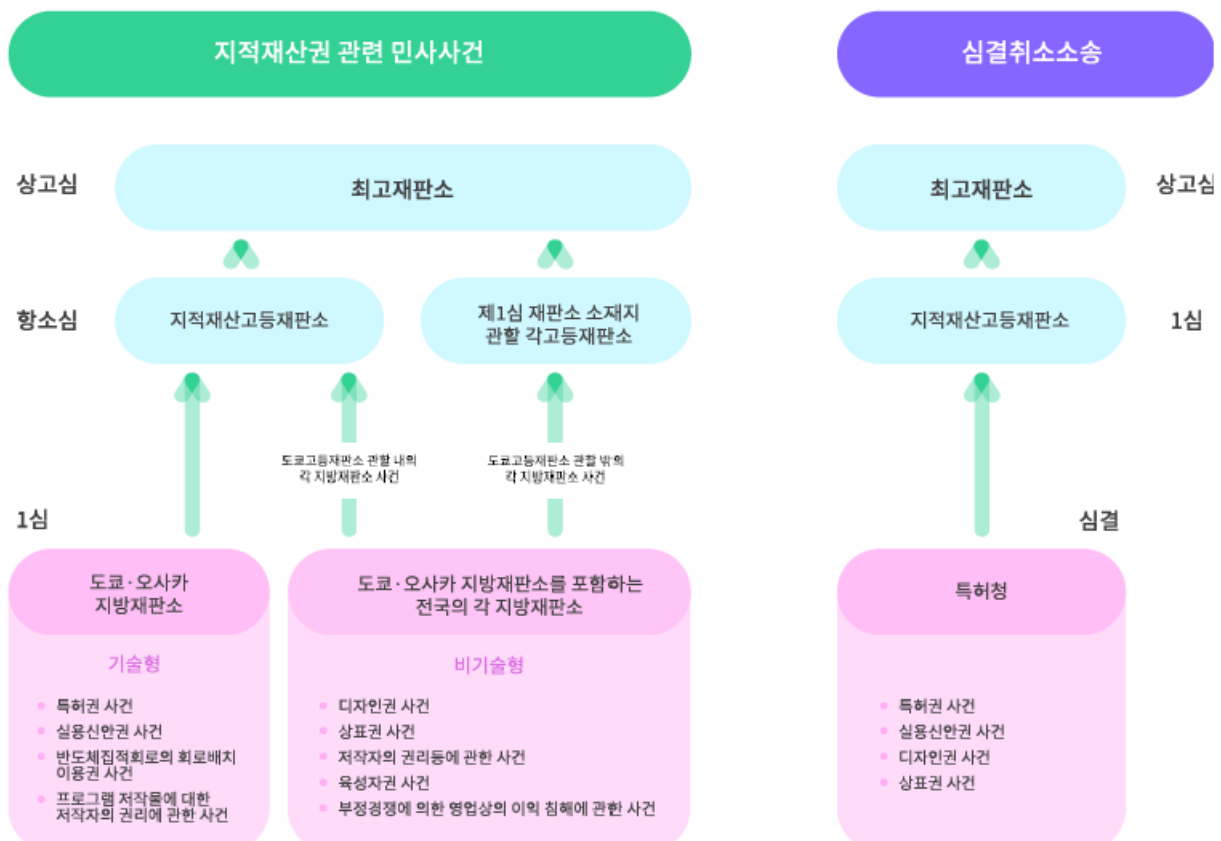 지적재산권 관련 민사사건
심결취소소송
상고심
최고재판소
최고재판소
상고심
항소심
지적재산고등재판소
제1심 재판소 소재지
관할 각고등재판소
지적재산고등재판소
1심
도쿄고등재판소 관할 내의
각 지방재판소 사건
도쿄고등재판소 관할 밖의
각 지방재판소 사건
1심
심결
도쿄·오사카
지방재판소
기술형
특허권 사건
실용신안권 사건
반도체집적회로의 회로배치
이용권 사건
프로그램 저작물에 대한
저작자의 권리에 관한 사건
도쿄·오사카 지방재판소를 포함하는
전국의 각 지방재판소
비기술형
디자인권 사건
상표권 사건
저작자의 권리등에 관한 사건
육성자권 사건
부정경쟁에 의한 영업상의 이익 침해에 관한 사건
특허청
특허권 사건
실용신안권 사건
디자인권 사건
상표권 사건